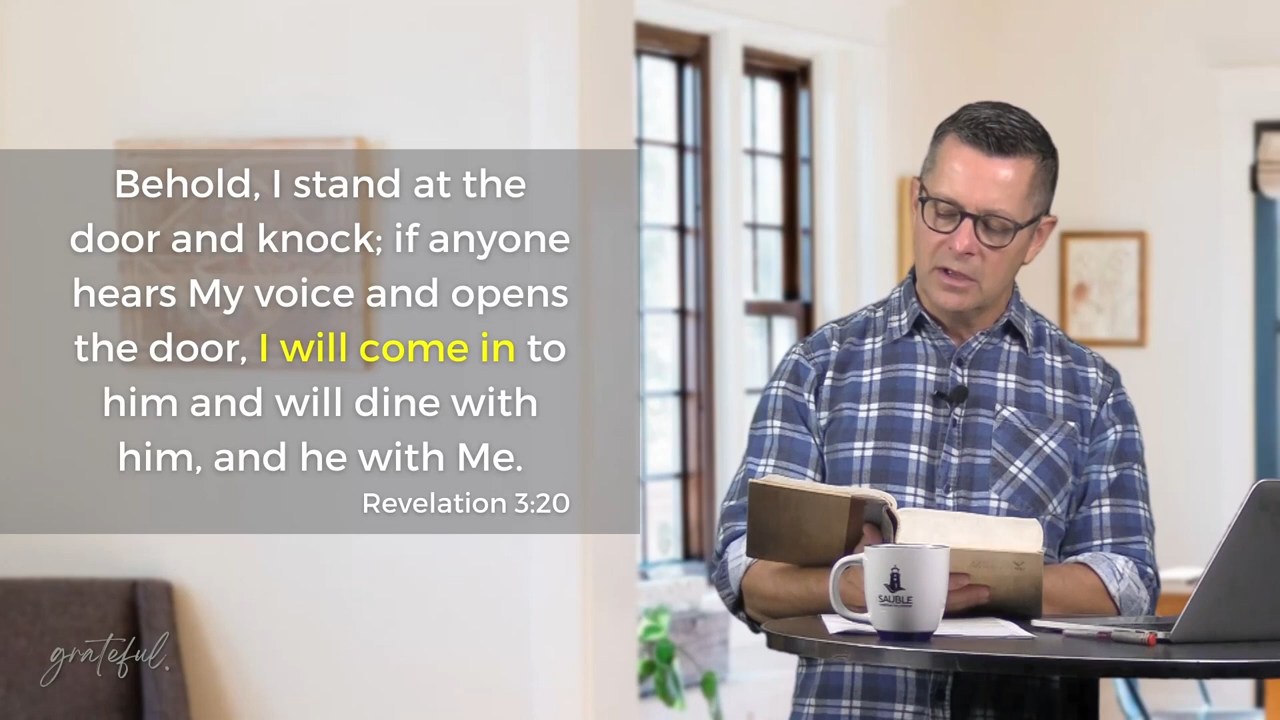 Behold, I stand at the
door and knock; if anyone
hears My voice and opens
the door, I will come in to
him and will dine with
him, and he with Me.
Revelation 3:20
grateful.
SAUBLE